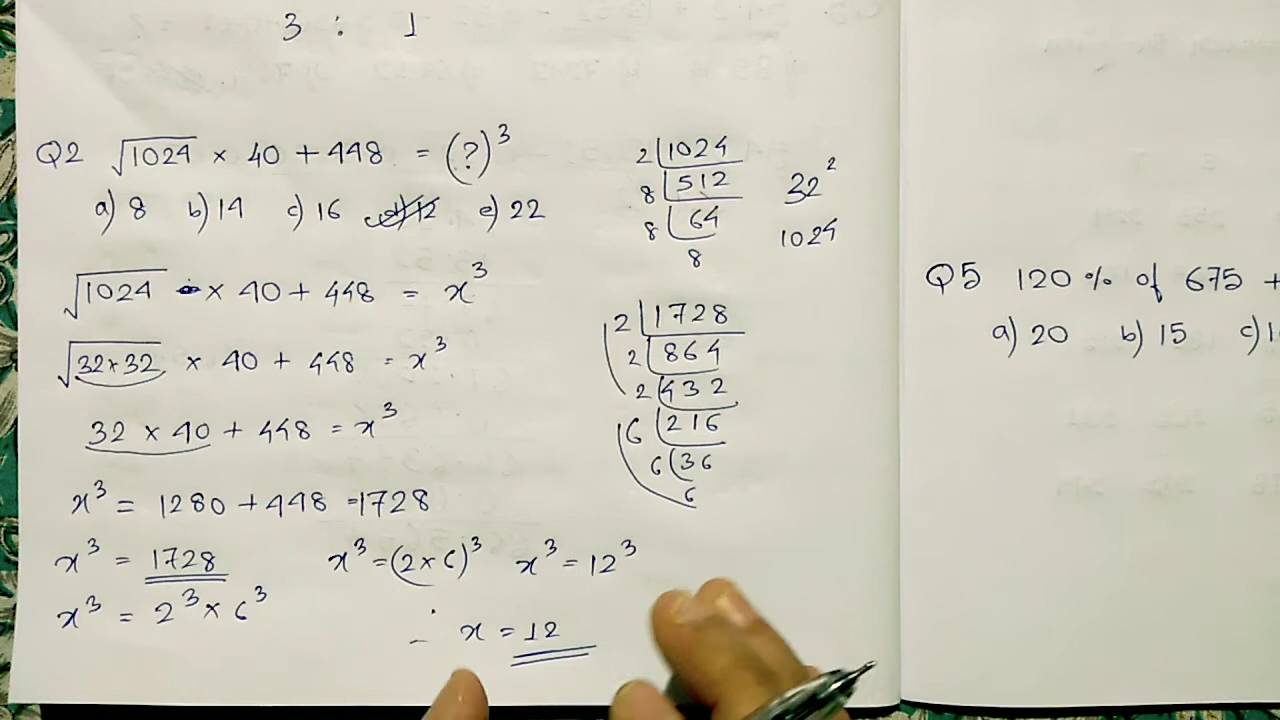 3 : 1
Q2 √1024 × 40 + 448 = (?)³
a) 8 b) 14 c) 16 d) 12 e) 22
√1024 × 40 + 448 = x³
√32×32 × 40 + 448 = x³
32 × 40 + 448 = x³
x³ = 1280 + 448 = 1728
x³ = 1728
x³ = 2³ × 6³
x³ = (2×6)³ x³ = 12³
x = 12
2 | 1024
8 | 512
8 | 64
8
32²
1024
2 | 1728
2 | 864
2 | 432
6 | 216
6 | 36
6
Q5 120 % of 675 +
a) 20 b) 15 c) 1